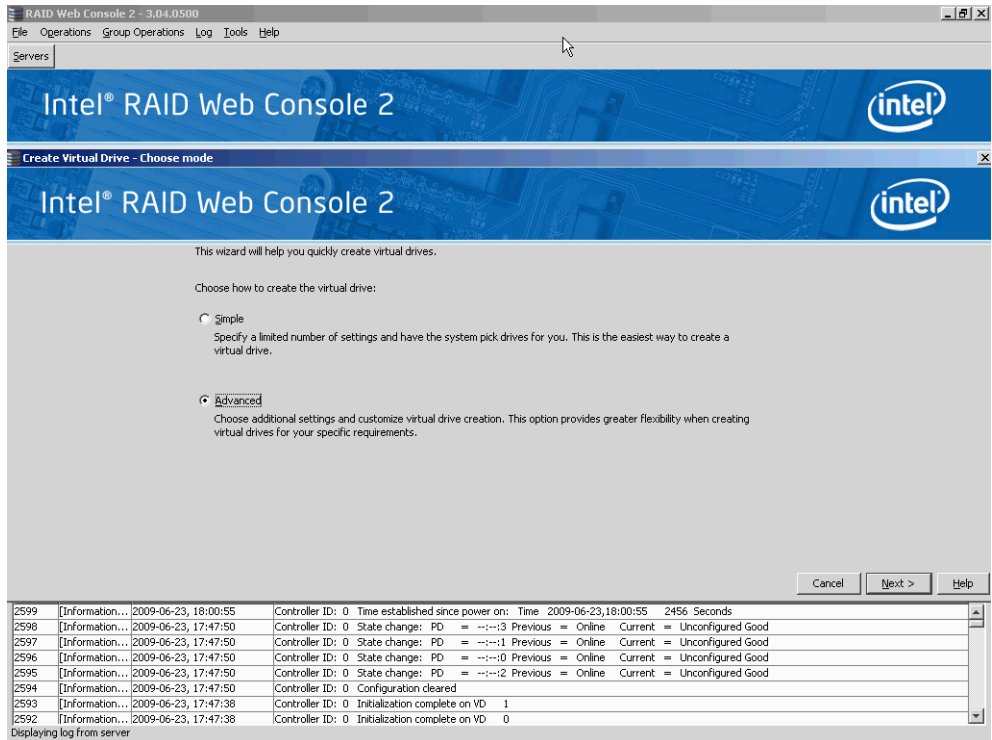 RAID Web Console 2 - 3.04.0500
File Operations Group Operations Log Tools Help
Servers
Intel® RAID Web Console 2
intel
Create Virtual Drive - Choose mode
Intel® RAID Web Console 2
intel
This wizard will help you quickly create virtual drives.
Choose how to create the virtual drive:
Simple
Specify a limited number of settings and have the system pick drives for you. This is the easiest way to create a
virtual drive.
Advanced
Choose additional settings and customize virtual drive creation. This option provides greater flexibility when creating
virtual drives for your specific requirements.
Cancel Next > Help
2599 [Information... 2009-06-23, 18:00:55 Controller ID: 0 Time established since power on: Time 2009-06-23,18:00:55 2456 Seconds
2598 [Information... 2009-06-23, 17:47:50 Controller ID: 0 State change: PD = --:--:3 Previous = Online Current = Unconfigured Good
2597 [Information... 2009-06-23, 17:47:50 Controller ID: 0 State change: PD = --:--:1 Previous = Online Current = Unconfigured Good
2596 [Information... 2009-06-23, 17:47:50 Controller ID: 0 State change: PD = --:--:0 Previous = Online Current = Unconfigured Good
2595 [Information... 2009-06-23, 17:47:50 Controller ID: 0 State change: PD = --:--:2 Previous = Online Current = Unconfigured Good
2594 [Information... 2009-06-23, 17:47:50 Controller ID: 0 Configuration cleared
2593 [Information... 2009-06-23, 17:47:38 Controller ID: 0 Initialization complete on VD 1
2592 [Information... 2009-06-23, 17:47:38 Controller ID: 0 Initialization complete on VD 0
Displaying log from server